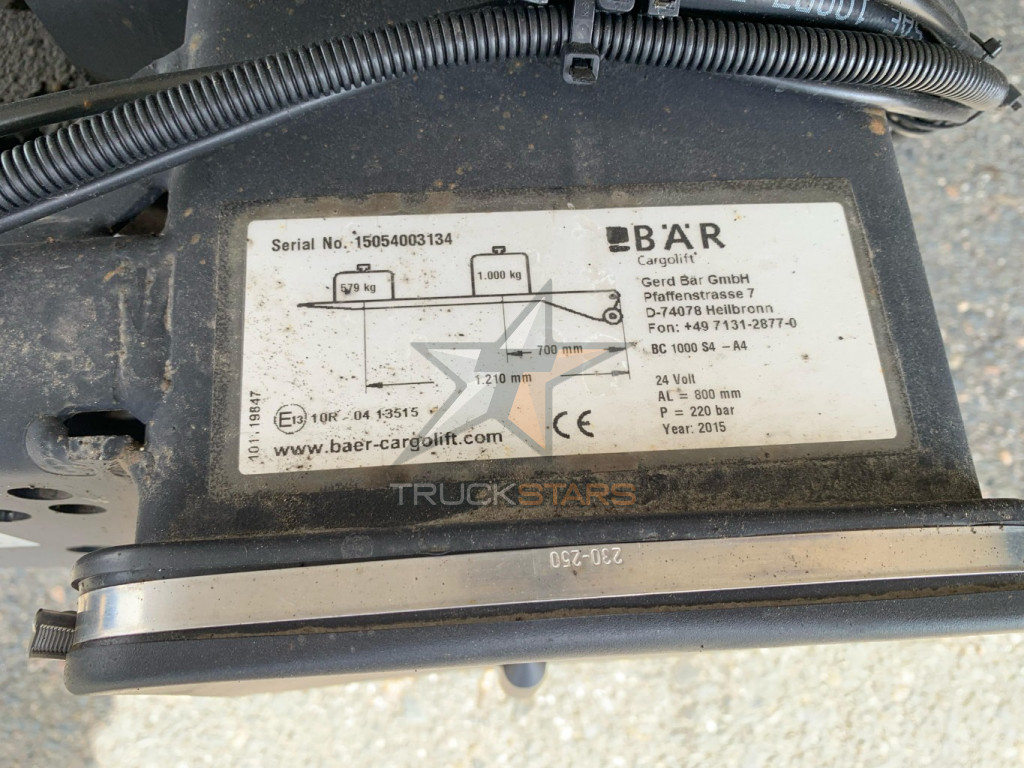 Serial No. 15054003134
579 kg
1.000 kg
700 mm
1.210 mm
E13 10R - 04 13515
www.baer-cargolift.com
101- 19847
CE
BÄR
Cargolift
Gerd Bär GmbH
Pfaffenstrasse 7
D-74078 Heilbronn
Fon: +49 7131-2877-0
BC 1000 S4 - A4
24 Volt
AL = 800 mm
P = 220 bar
Year: 2015
TRUCKSTARS
230-250